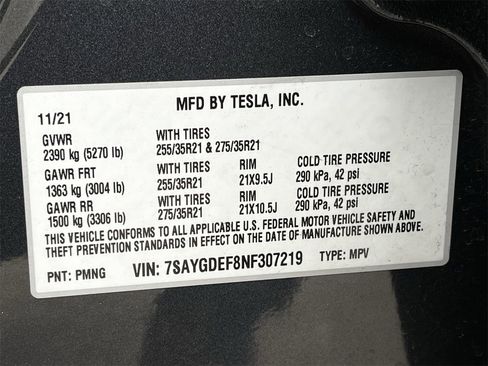 MFD BY TESLA, INC.
11/21
GVWR WITH TIRES
2390 kg (5270 lb) 255/35R21 & 275/35R21
GAWR FRT WITH TIRES RIM COLD TIRE PRESSURE
1363 kg (3004 lb) 255/35R21 21X9.5J 290 kPa, 42 psi
GAWR RR WITH TIRES RIM COLD TIRE PRESSURE
1500 kg (3306 lb) 275/35R21 21X10.5J 290 kPa, 42 psi
THIS VEHICLE CONFORMS TO ALL APPLICABLE U.S. FEDERAL MOTOR VEHICLE SAFETY AND
THEFT PREVENTION STANDARDS IN EFFECT ON THE DATE OF MANUFACTURE SHOWN ABOVE.
PNT: PMNG VIN: 7SAYGDEF8NF307219 TYPE: MPV